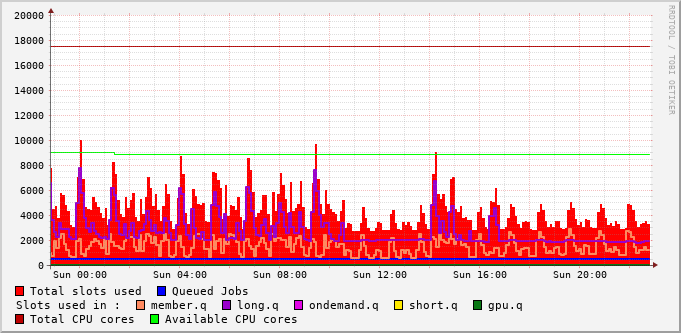 20000
18000
16000
14000
12000
10000
8000
6000
4000
2000
0
Sun 00:00 Sun 04:00 Sun 08:00 Sun 12:00 Sun 16:00 Sun 20:00
RRDTOOL / TOBI OETIKER
Total slots used Queued Jobs
Slots used in : member.q long.q ondemand.q short.q gpu.q
Total CPU cores Available CPU cores